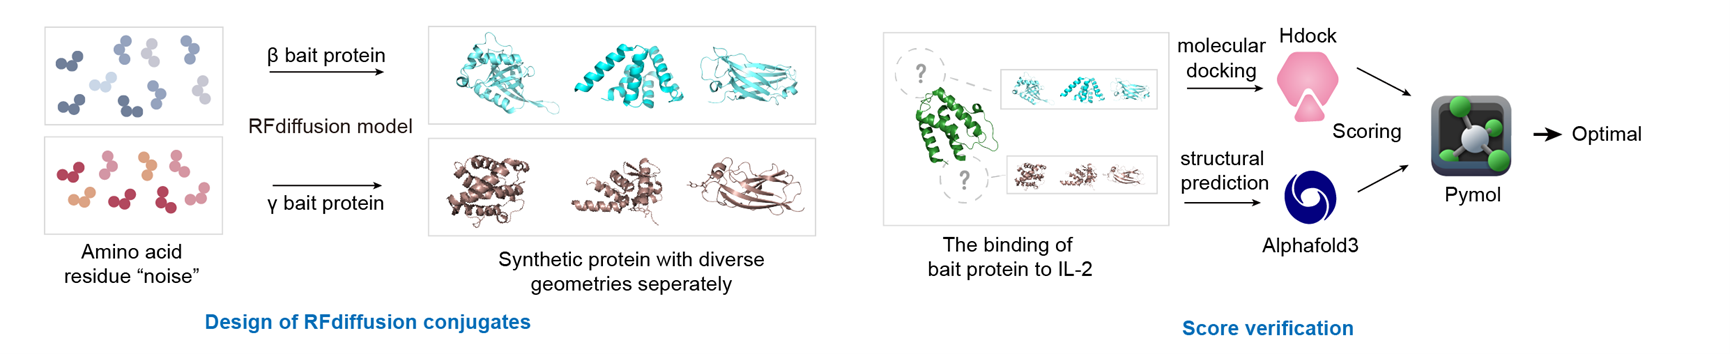 β bait protein
RFdiffusion model
γ bait protein
Amino acid
residue “noise”
Synthetic protein with diverse
geometries seperately
Design of RFdiffusion conjugates
?
?
The binding of
bait protein to IL-2
molecular
docking
Hdock
Scoring
structural
prediction
Alphafold3
Pymol
Optimal
Score verification